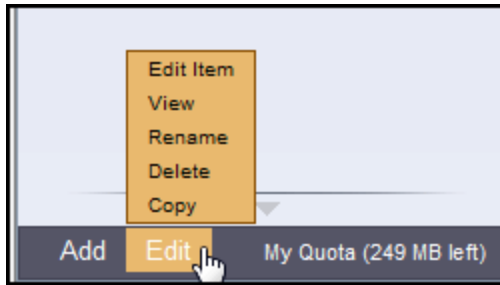 Edit Item
View
Rename
Delete
Copy
Add Edit My Quota (249 MB left)